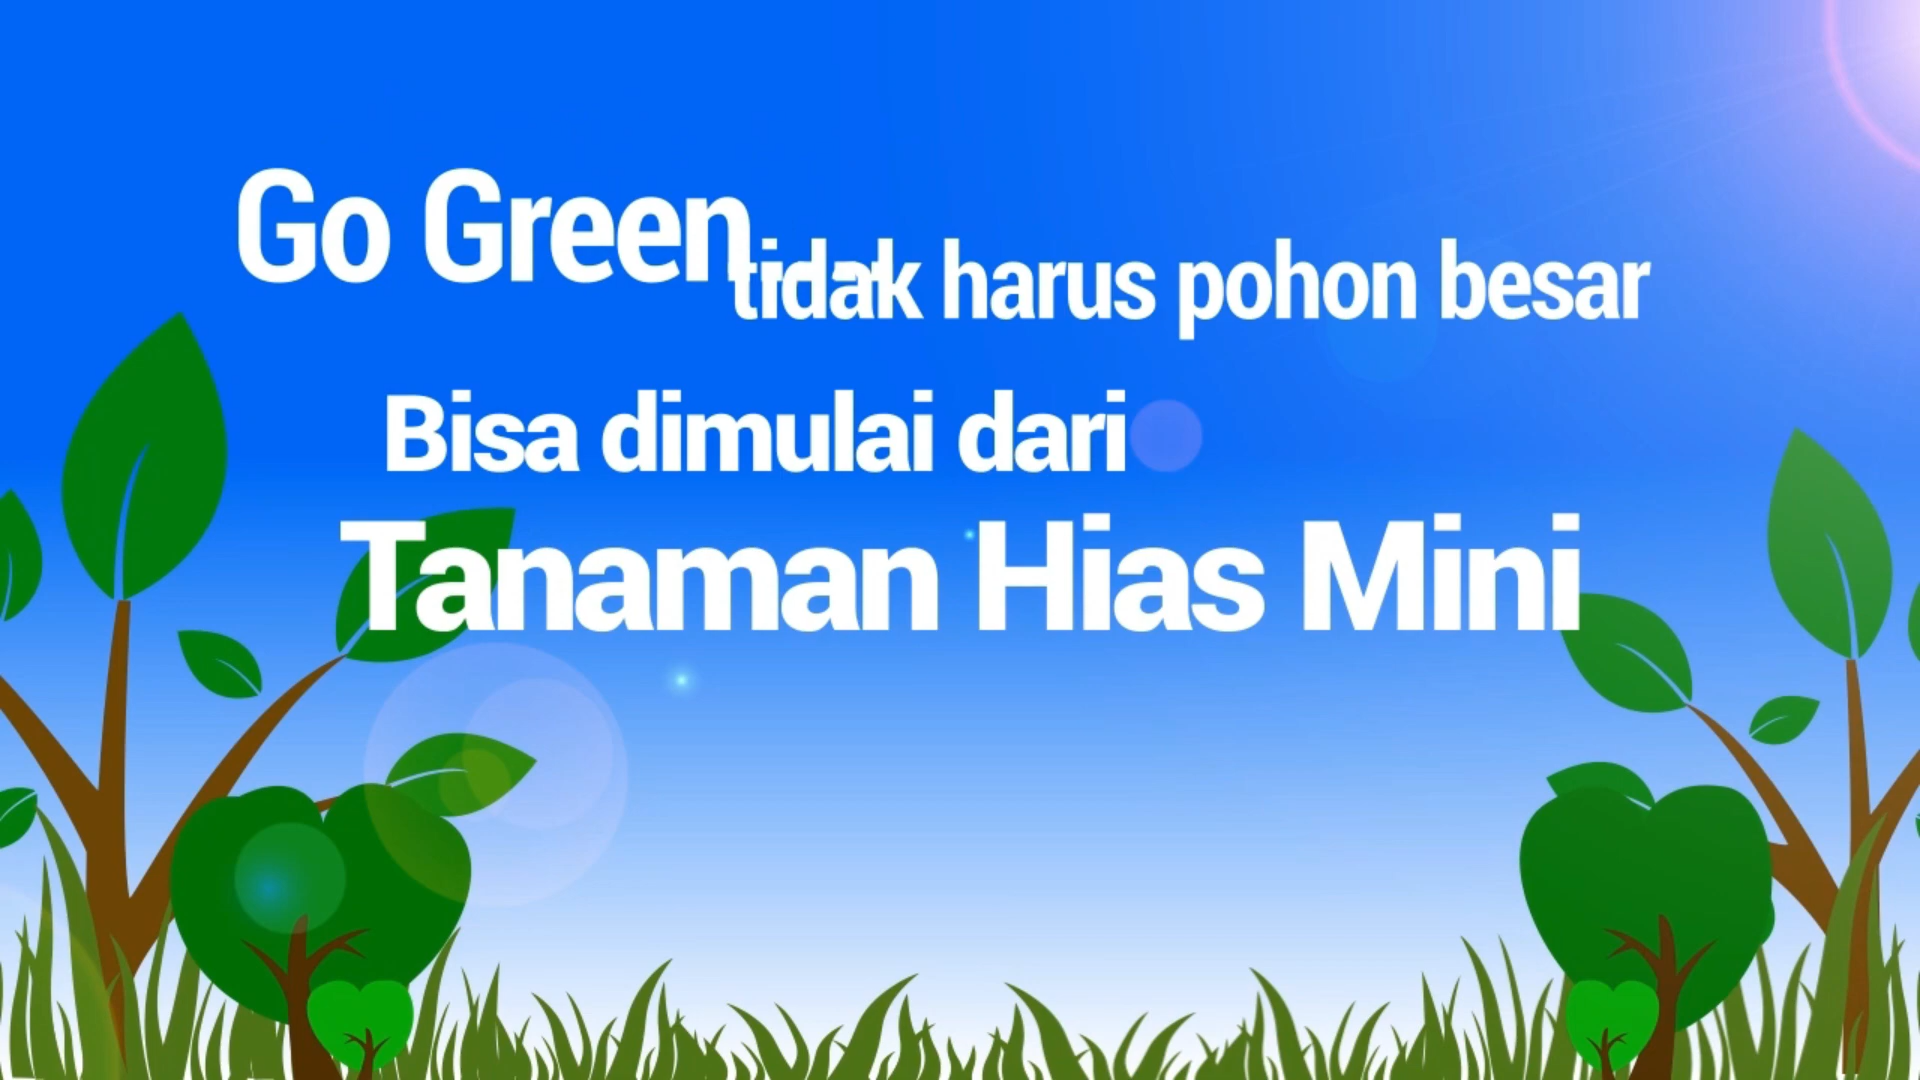 Go Green
tidak harus pohon besar
Bisa dimulai dari
Tanaman Hias Mini